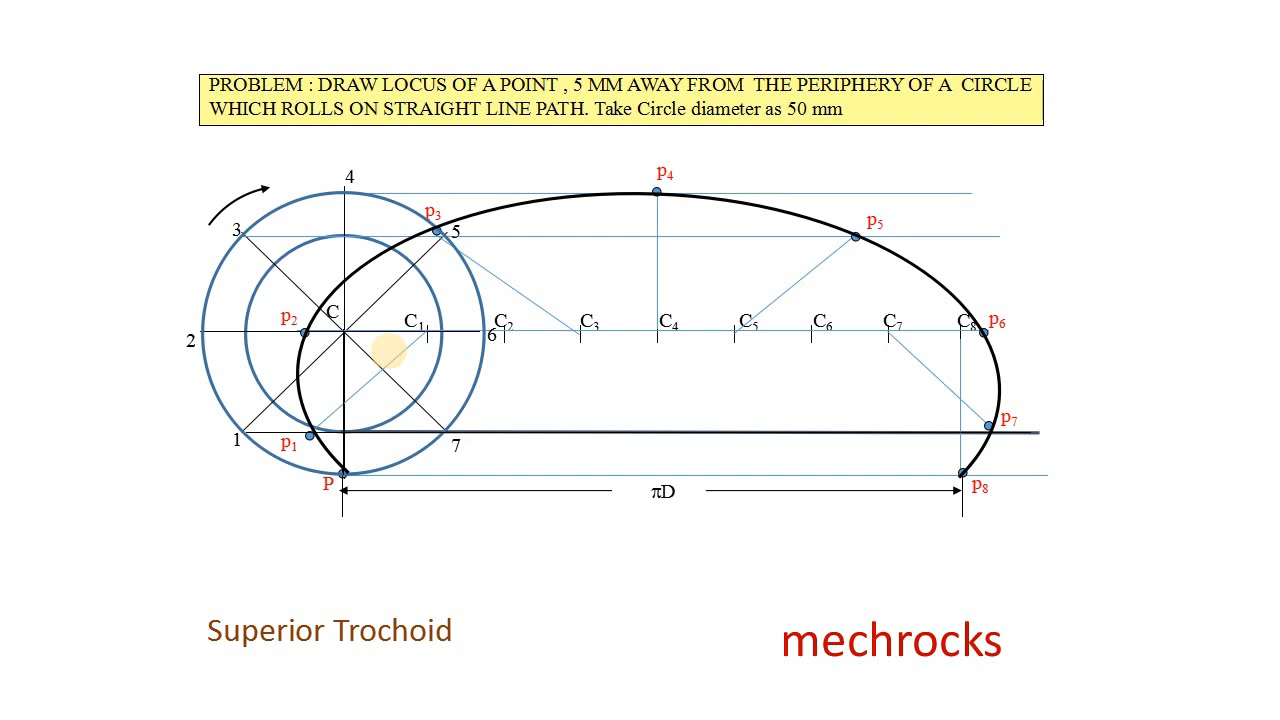 PROBLEM : DRAW LOCUS OF A POINT , 5 MM AWAY FROM THE PERIPHERY OF A CIRCLE
WHICH ROLLS ON STRAIGHT LINE PATH. Take Circle diameter as 50 mm
4
p4
3
p3
5
p5
p2
C
C1
C2
C3
C4
C5
C6
C7
C8
p6
2
6
1
p1
7
p7
P
πD
p8
Superior Trochoid
mechrocks